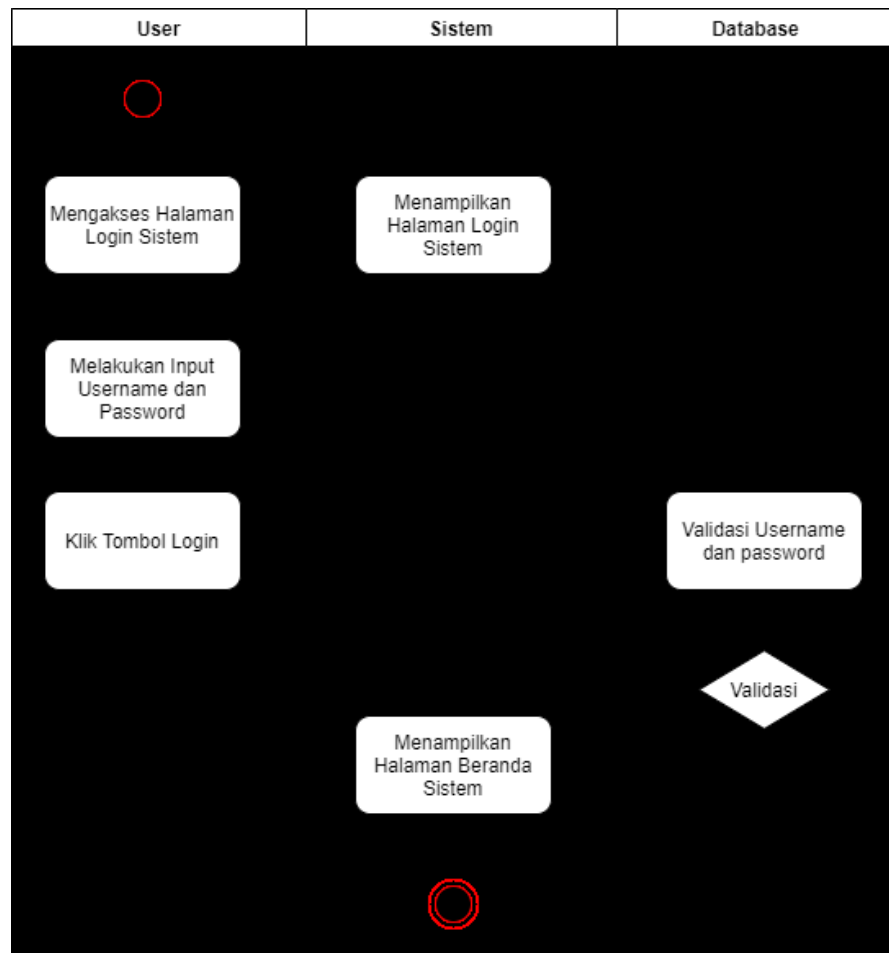 User
Sistem
Database
Mengakses Halaman
Login Sistem
Menampilkan
Halaman Login
Sistem
Melakukan Input
Username dan
Password
Klik Tombol Login
Validasi Username
dan password
Validasi
Menampilkan
Halaman Beranda
Sistem